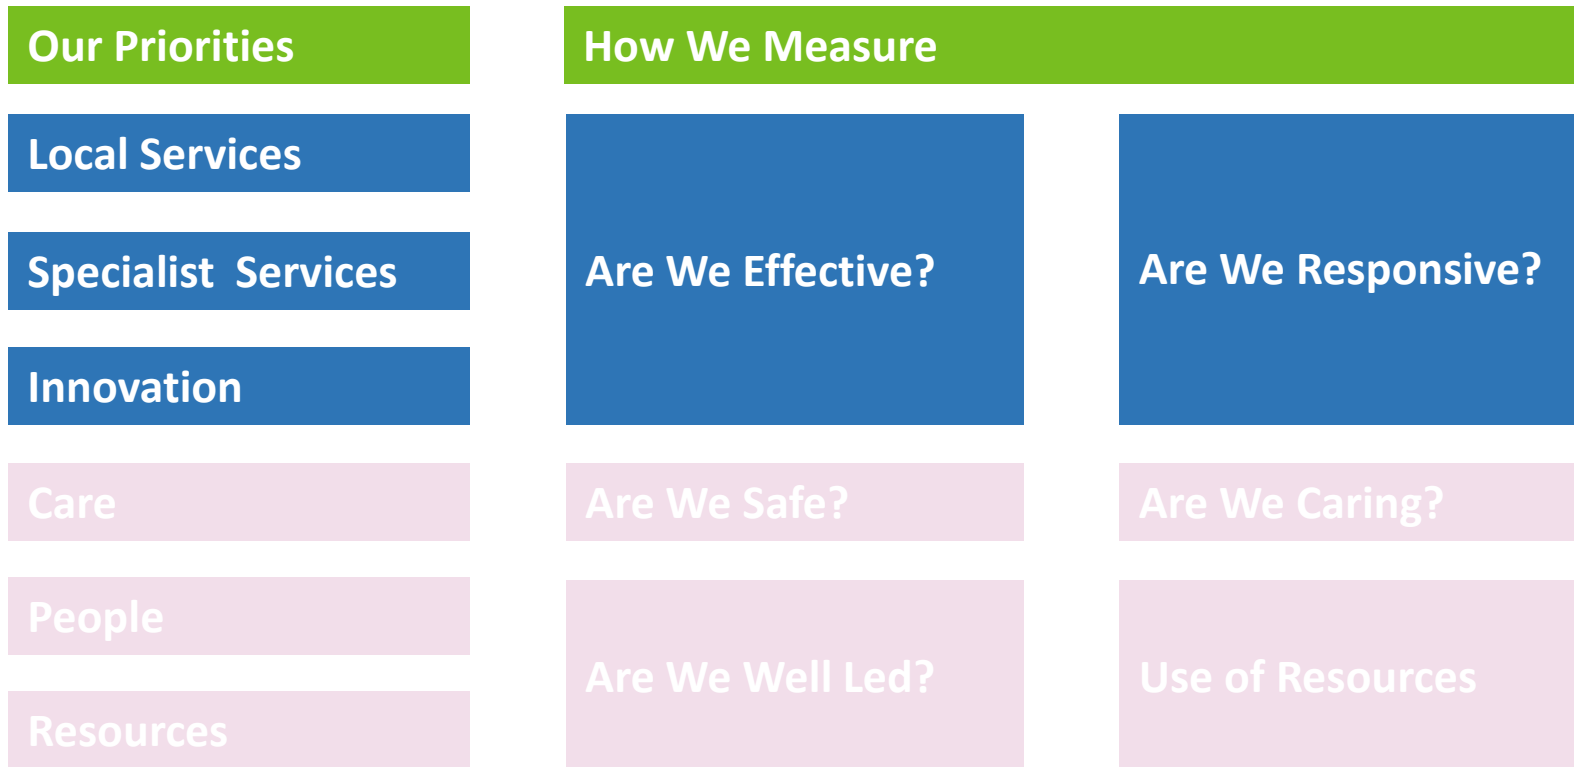 Our Priorities
How We Measure
Local Services
Specialist  Services
Innovation
Are We Effective?
Are We Responsive?
Care
Are We Safe?
Are We Caring?
People
Resources
Are We Well Led?
Use of Resources